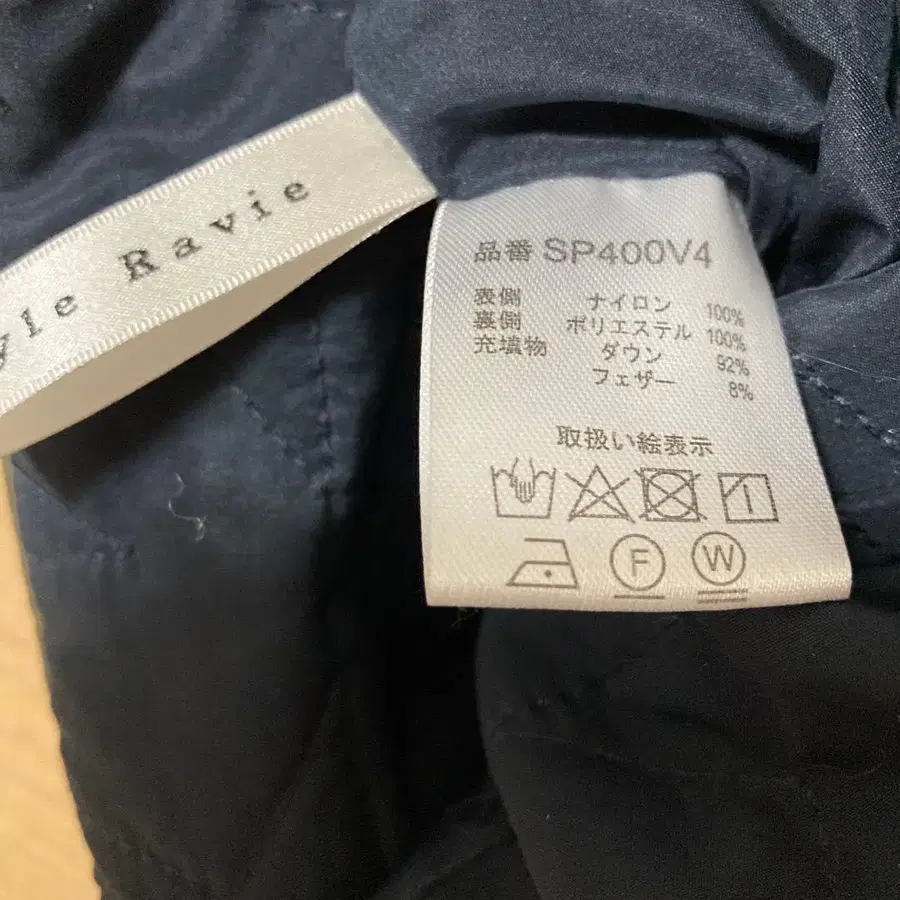 yle Ravie
品番 SP400V4
表側 ナイロン 100%
裏側 ポリエステル 100%
充填物 ダウン 92%
フェザー 8%
取扱い絵表示
F W